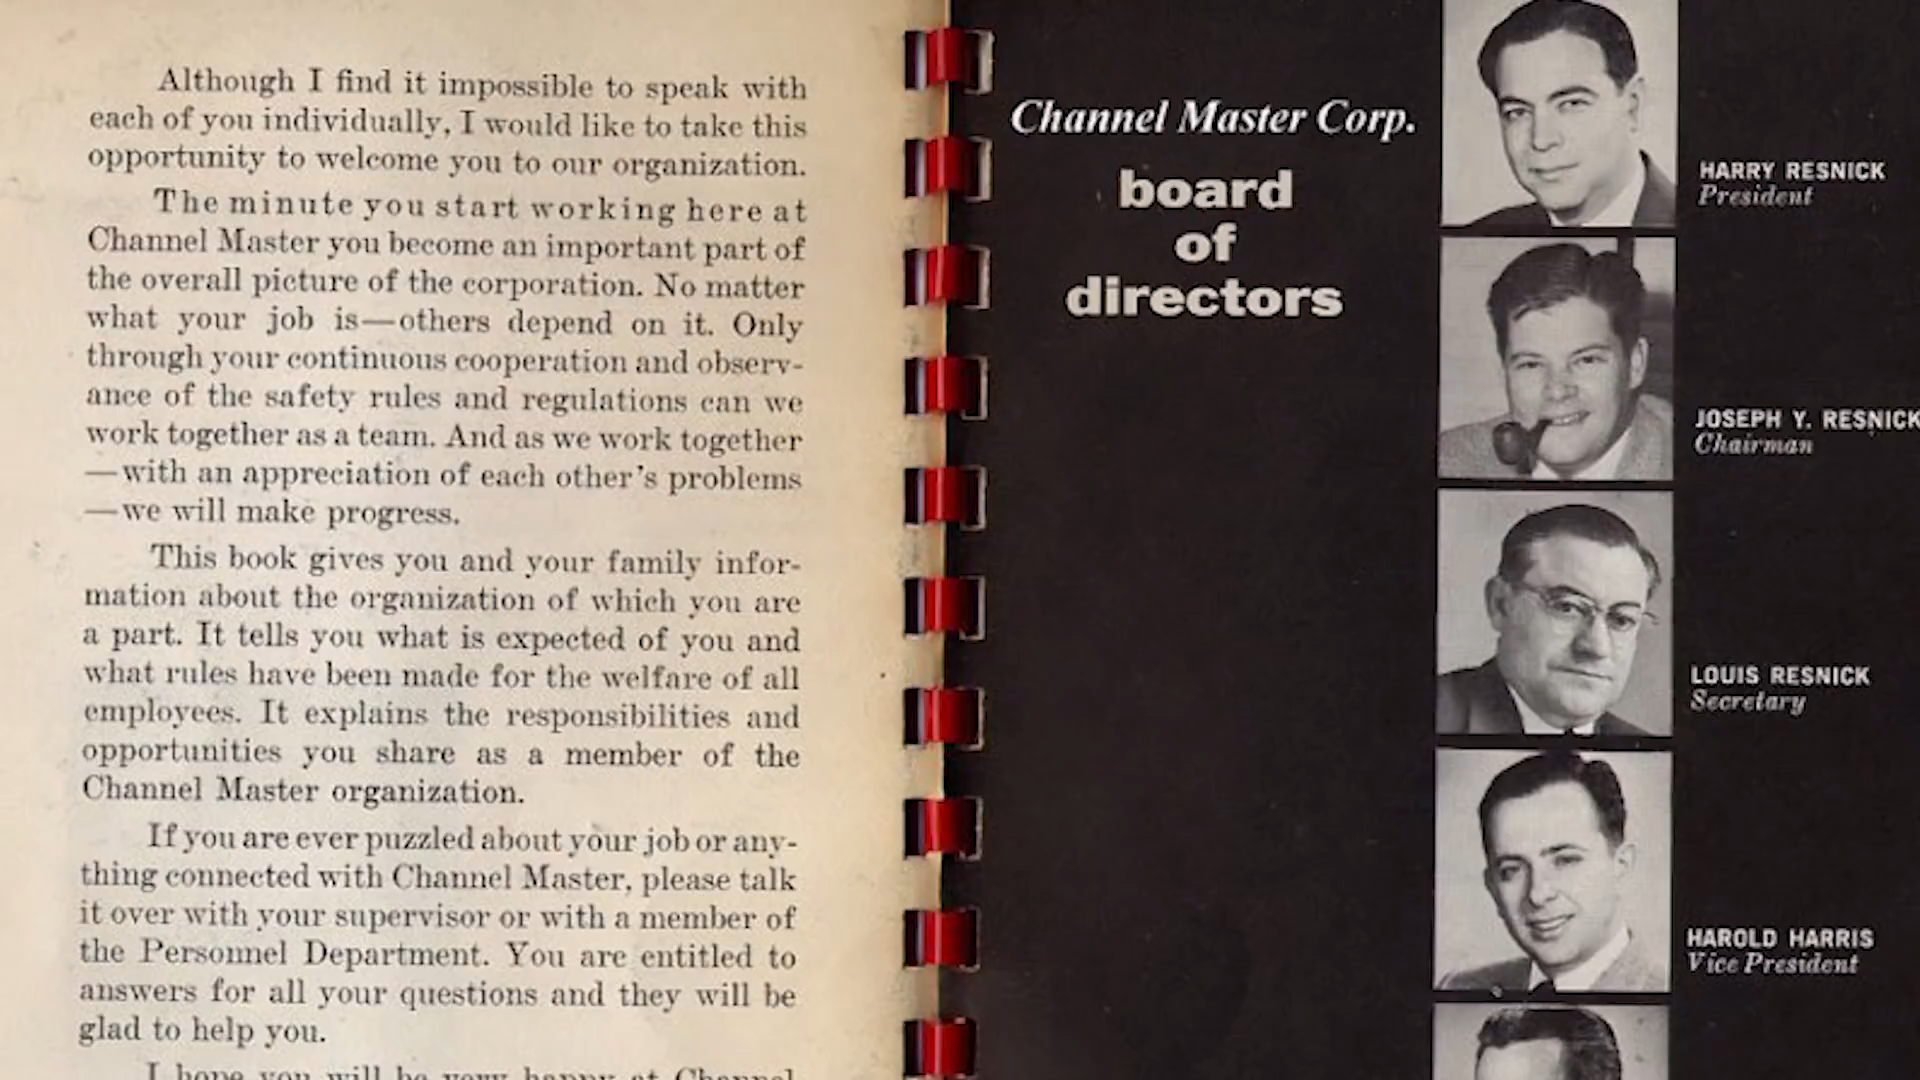 Although I find it impossible to speak with
each of you individually, I would like to take this
opportunity to welcome you to our organization.
The minute you start working here at
Channel Master you become an important part of
the overall picture of the corporation. No matter
what your job is—others depend on it. Only
through your continuous cooperation and observ-
ance of the safety rules and regulations can we
work together as a team. And as we work together
—with an appreciation of each other's problems
—we will make progress.
This book gives you and your family infor-
mation about the organization of which you are
a part. It tells you what is expected of you and
what rules have been made for the welfare of all
employees. It explains the responsibilities and
opportunities you share as a member of the
Channel Master organization.
If you are ever puzzled about your job or any-
thing connected with Channel Master, please talk
it over with your supervisor or with a member of
the Personnel Department. You are entitled to
answers for all your questions and they will be
glad to help you.
I hope you will be very happy at Channel
Channel Master Corp.
board
of
directors
HARRY RESNICK
President
JOSEPH Y. RESNICK
Chairman
LOUIS RESNICK
Secretary
HAROLD HARRIS
Vice President